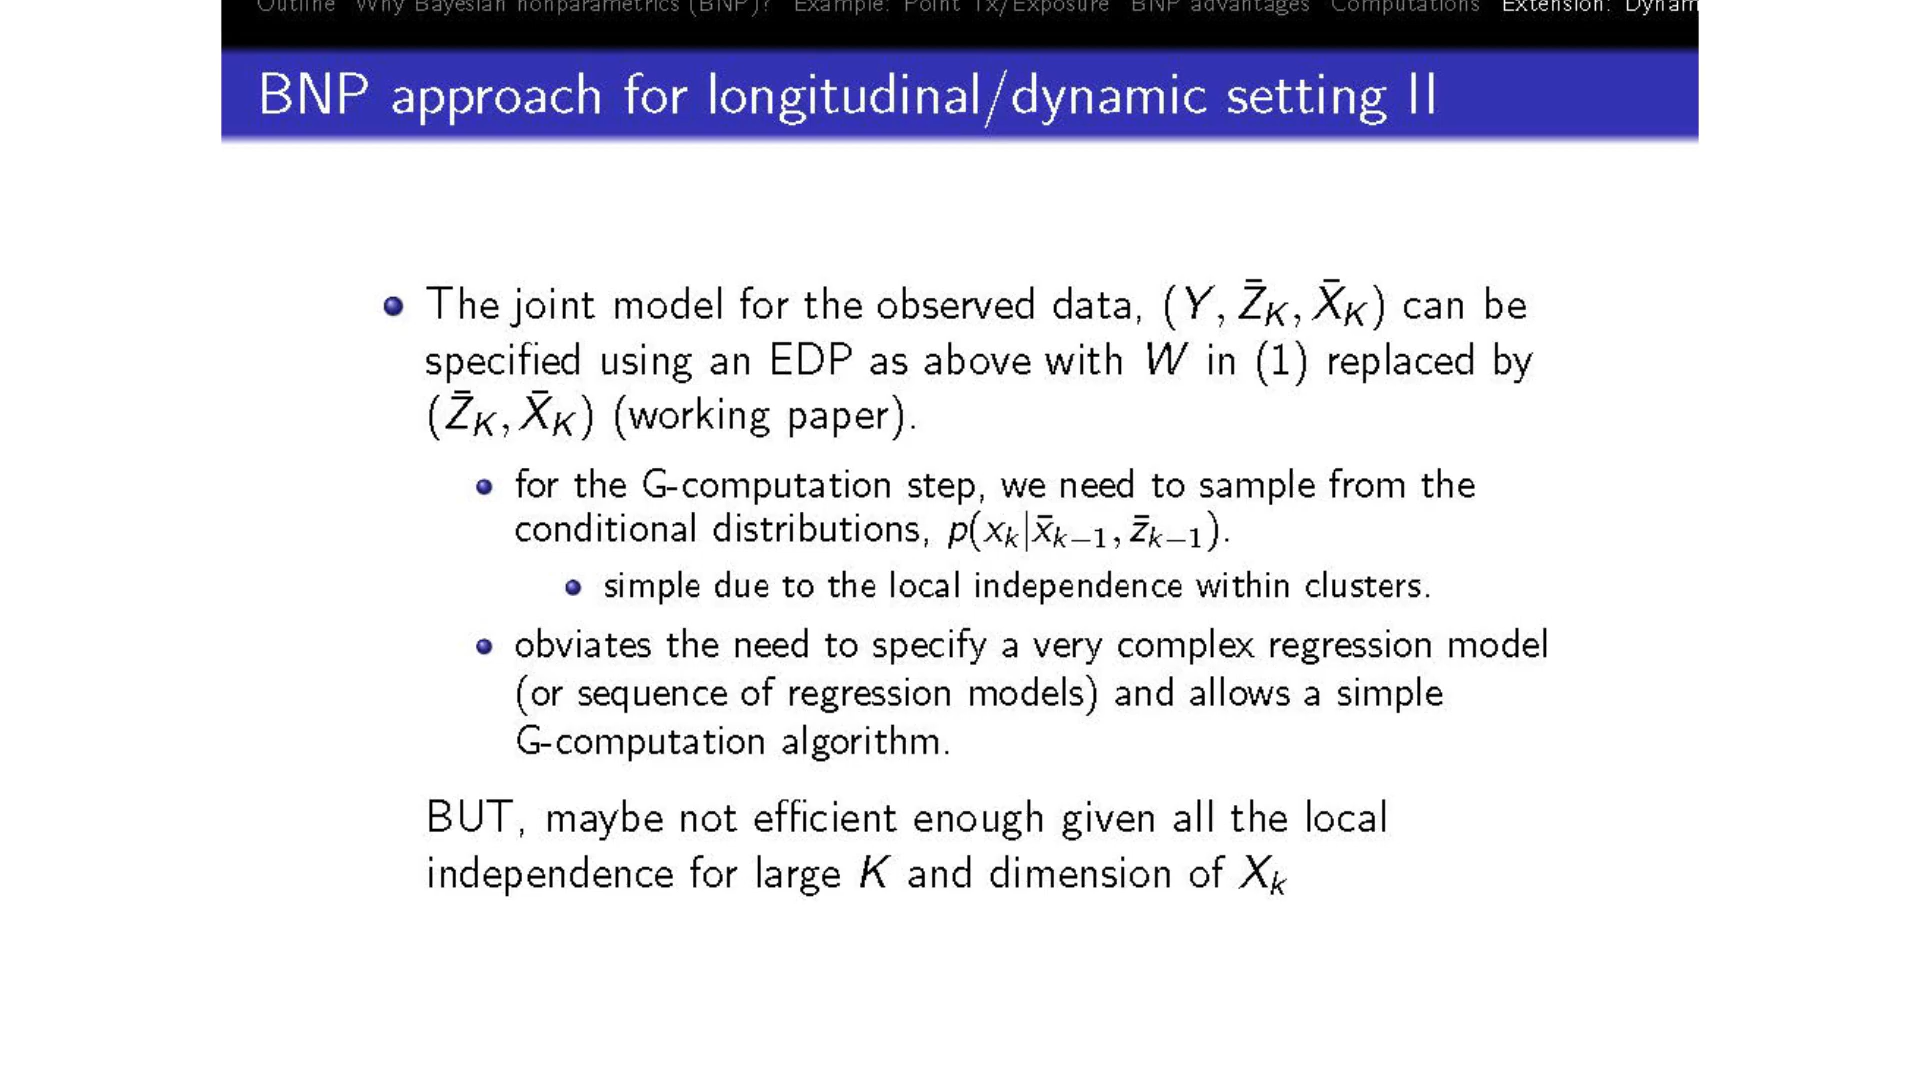 Outline Why Bayesian nonparametrics (BNP)? Example: Point Tx/Exposure BNP advantages Computations Extension: Dynam
BNP approach for longitudinal/dynamic setting II
The joint model for the observed data, (Y, Z̄_K, X̄_K) can be
specified using an EDP as above with W in (1) replaced by
(Z̄_K, X̄_K) (working paper).
for the G-computation step, we need to sample from the
conditional distributions, p(x_k|x̄_{k−1}, z̄_{k−1}).
simple due to the local independence within clusters.
obviates the need to specify a very complex regression model
(or sequence of regression models) and allows a simple
G-computation algorithm.
BUT, maybe not efficient enough given all the local
independence for large K and dimension of X_k